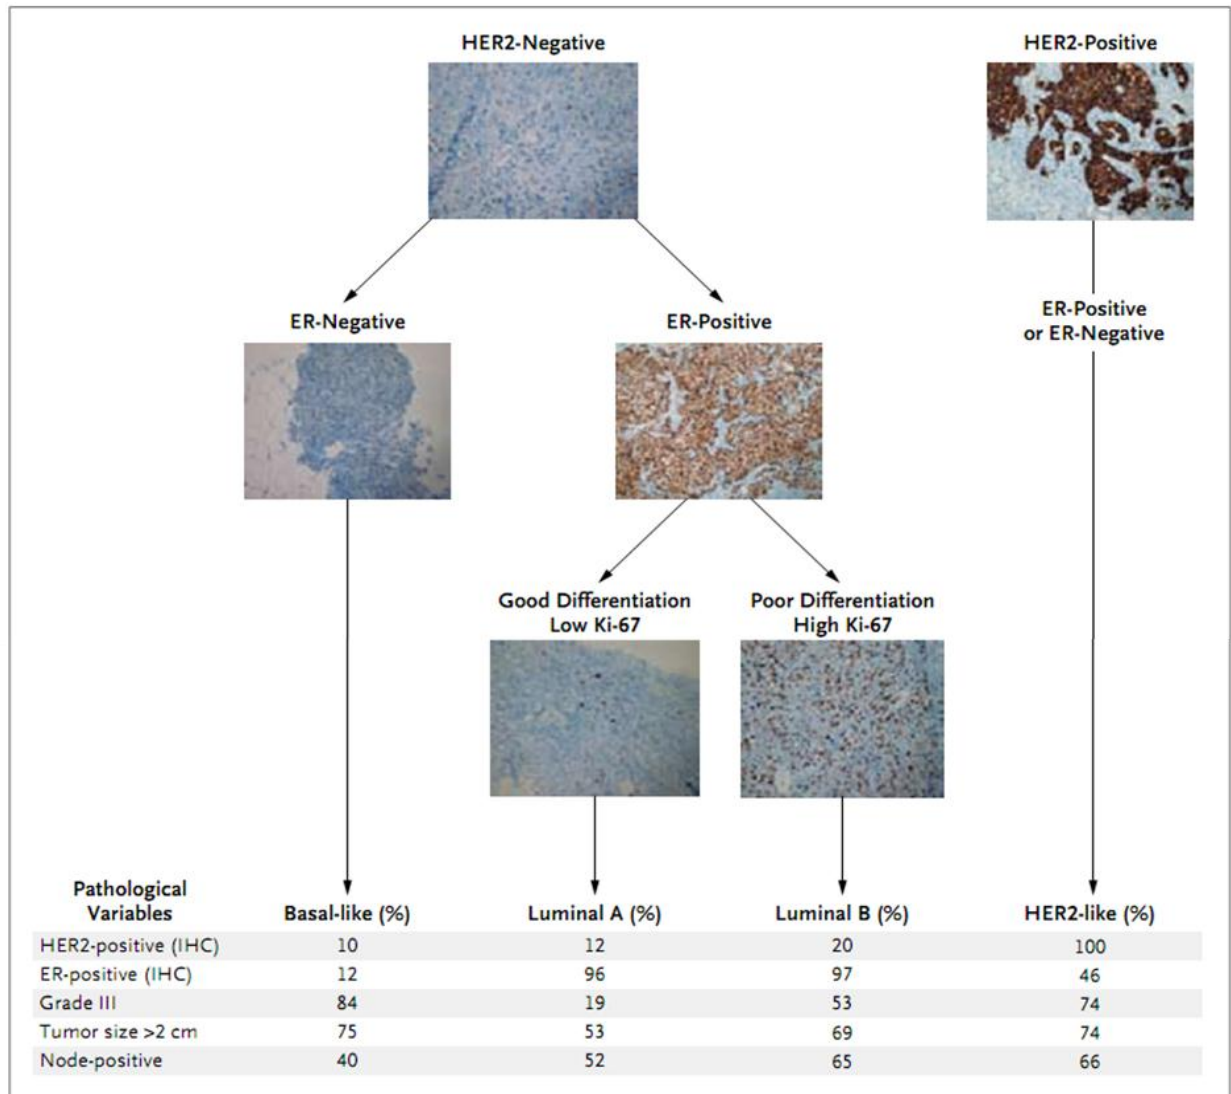 HER2-Negative
HER2-Positive
ER-Negative
ER-Positive
ER-Positive
or ER-Negative
Good Differentiation
Low Ki-67
Poor Differentiation
High Ki-67
Pathological
Variables
Basal-like (%)
Luminal A (%)
Luminal B (%)
HER2-like (%)
HER2-positive (IHC) 10 12 20 100
ER-positive (IHC) 12 96 97 46
Grade III 84 19 53 74
Tumor size >2 cm 75 53 69 74
Node-positive 40 52 65 66